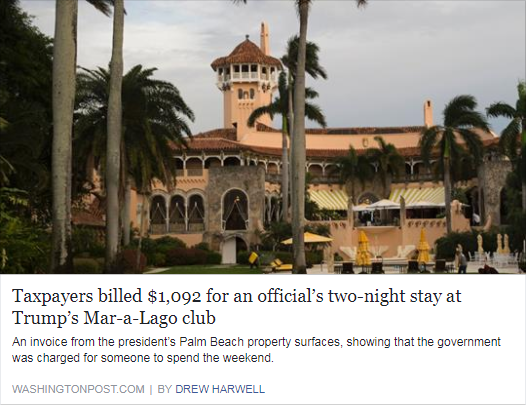 Taxpayers billed $1,092 for an official’s two-night stay at
Trump’s Mar-a-Lago club
An invoice from the president’s Palm Beach property surfaces, showing that the government
was charged for someone to spend the weekend.
WASHINGTONPOST.COM | BY DREW HARWELL